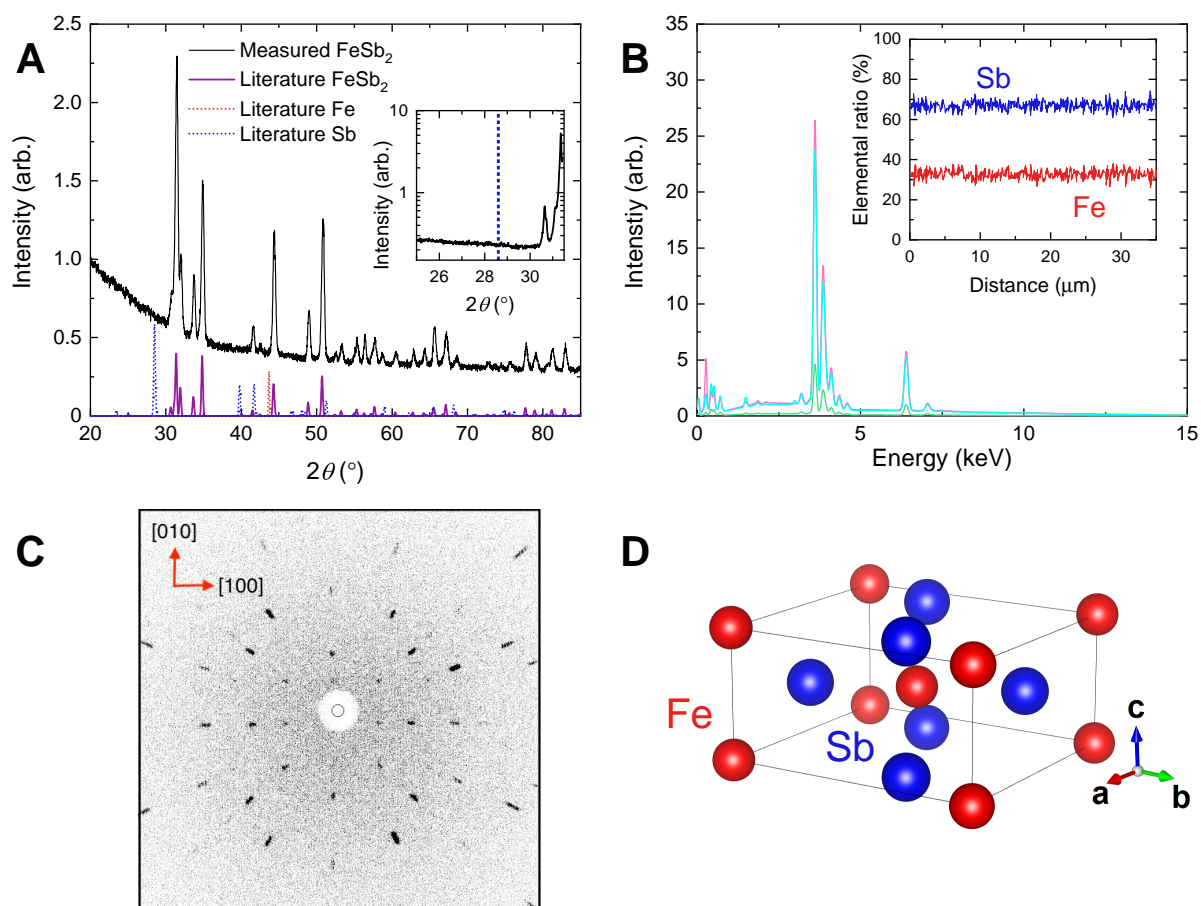 A
2.5
2.0
1.5
1.0
0.5
0
Intensity (arb.)
20 30 40 50 60 70 80
2θ (°)
Measured FeSb₂
Literature FeSb₂
Literature Fe
Literature Sb
10
1
Intensity (arb.)
26 28 30
2θ (°)
B
35
30
25
20
15
10
5
0
Intenstiy (arb.)
0 5 10 15
Energy (keV)
100
80
60
40
20
0
Elemental ratio (%)
Sb
Fe
0 10 20 30
Distance (μm)
C
[010]
[100]
D
Fe
Sb
c
a
b